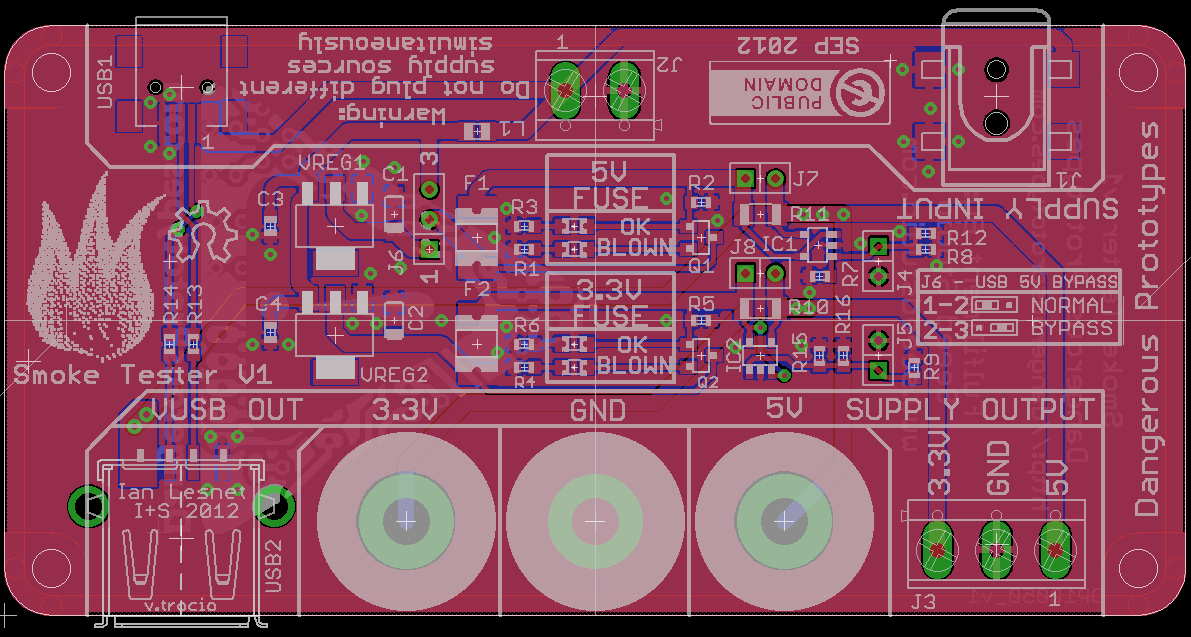 USB1
1
Warning:
Do not plug different
supply sources
simultaneously
1
J2
L1
SEP 2012
PUBLIC
DOMAIN
J1
SUPPLY INPUT
VREG1
C1
3
J6
1
F1
C3
R3
R1
5V
FUSE
OK
BLOWN
R2
Q1
J7
R11
J8
IC1
R7
J4
R12
R8
J6 - USB 5V BYPASS
1-2 NORMAL
2-3 BYPASS
C4
C2
F2
R6
R4
3.3V
FUSE
OK
BLOWN
R5
Q2
R10
IC2
R15
R16
J5
R9
R14
R13
VREG2
Smoke Tester V1
VUSB OUT
3.3V
GND
5V
SUPPLY OUTPUT
Dangerous Prototypes
3.3V
GND
5V
Ian Lesnet
I+S 2012
USB2
v.tracio
J3
1